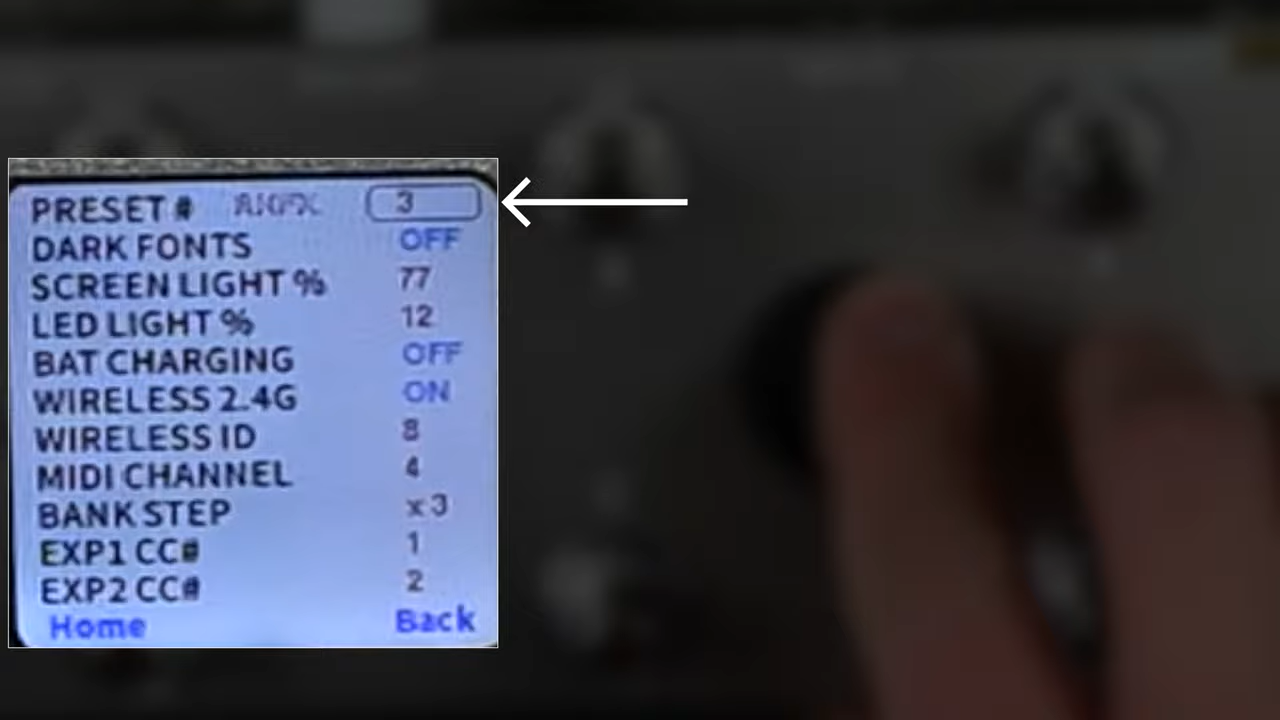 PRESET # 3
DARK FONTS OFF
SCREEN LIGHT % 77
LED LIGHT % 12
BAT CHARGING OFF
WIRELESS 2.4G ON
WIRELESS ID 8
MIDI CHANNEL 4
BANK STEP x 3
EXP1 CC# 1
EXP2 CC# 2
Home Back